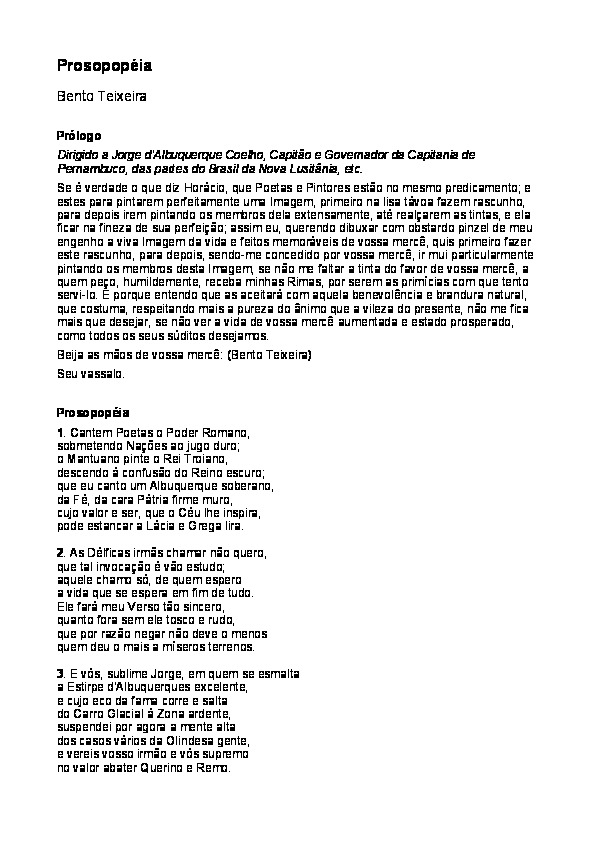 Prosopopéia
Bento Teixeira
Prólogo
Dirigido a Jorge d'Albuquerque Coelho, Capitão e Governador da Capitania de
Pernambuco, das partes do Brasil da Nova Lusitânia, etc.
Se é verdade o que diz Horácio, que Poetas e Pintores estão no mesmo predicamento; e
estes para pintarem perfeitamente uma Imagem, primeiro na lisa távoa fazem rascunho,
para depois irem pintando os membros dela extensamente, até realçarem as tintas, e ela
ficar na fineza de sua perfeição; assim eu, querendo dibuxar com obstardo pinzel de meu
engenho a viva Imagem da vida e feitos memoráveis de vossa mercê, quis primeiro fazer
este rascunho, para depois, sendo-me concedido por vossa mercê, ir mui particularmente
pintando os membros desta Imagem, se não me faltar a tinta do favor de vossa mercê, a
quem peço, humildemente, receba minhas Rimas, por serem as primícias com que tento
servi-lo. E porque entendo que as aceitará com aquela benevolência e brandura natural,
que costuma, respeitando mais a pureza do ânimo que a vileza do presente, não me fica
mais que desejar, se não ver a vida de vossa mercê aumentada e estado prosperado,
como todos os seus súditos desejamos.
Beija as mãos de vossa mercê: (Bento Teixeira)
Seu vassalo.
Prosopopéia
1. Cantem Poetas o Poder Romano,
sobmetendo Nações ao jugo duro;
o Mantuano pinte o Rei Troiano,
descendo à confusão do Reino escuro;
que eu canto um Albuquerque soberano,
da Fé, da cara Pátria firme muro,
cujo valor e ser, que o Céu lhe inspira,
pode estancar a Lácia e Grega lira.
2. As Délficas irmãs chamar não quero,
que tal invocação é vão estudo;
aquele chamo só, de quem espero
a vida que se espera em fim de tudo.
Ele fará meu Verso tão sincero,
quanto fora sem ele tosco e rudo,
que por razão negar não deve o menos
quem deu o mais a míseros terrenos.
3. E vós, sublime Jorge, em quem se esmalta
a Estirpe d'Albuquerques excelente,
e cujo eco da fama corre e salta
do Carro Glacial à Zona ardente,
suspendei por agora a mente alta
dos casos vários da Olindesa gente,
e vereis vosso irmão e vós supremo
no valor abater Querino e Remo.